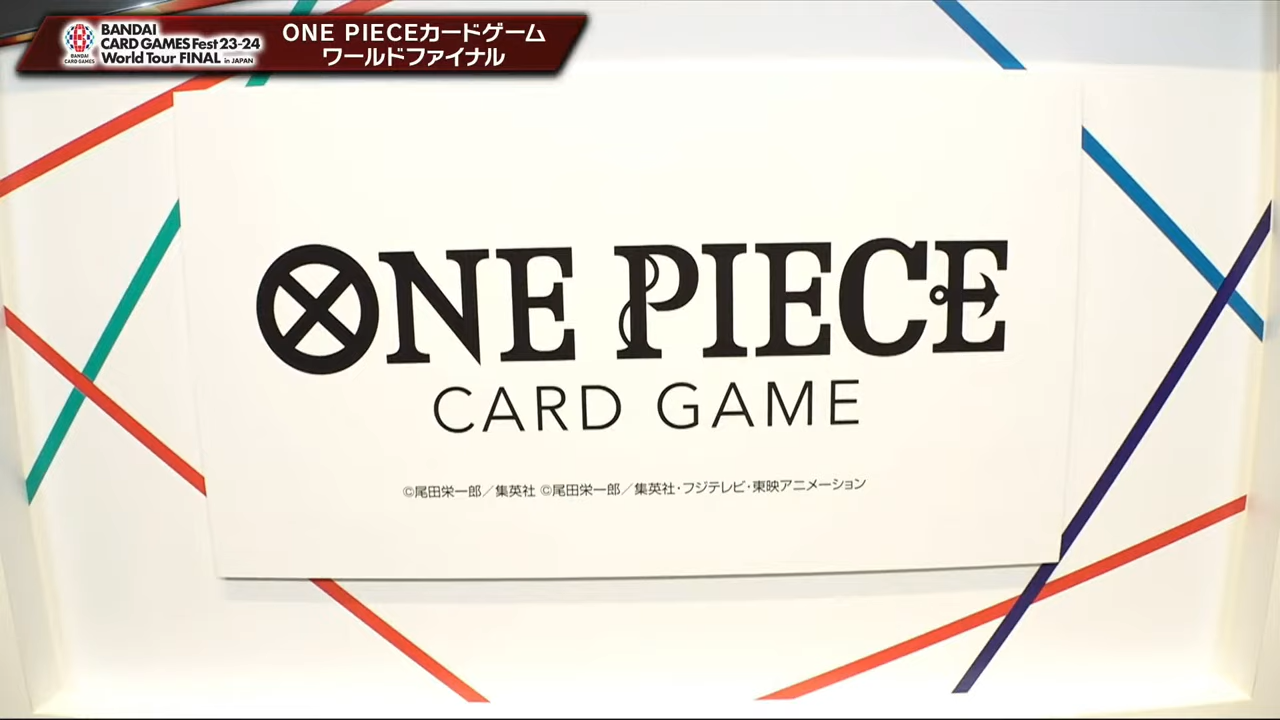 BANDAI
CARD GAMES Fest 23-24
World Tour FINAL in JAPAN
BANDAI
CARD GAMES
ONE PIECEカードゲーム
ワールドファイナル
ONE PIECE
CARD GAME
©尾田栄一郎／集英社 ©尾田栄一郎／集英社・フジテレビ・東映アニメーション